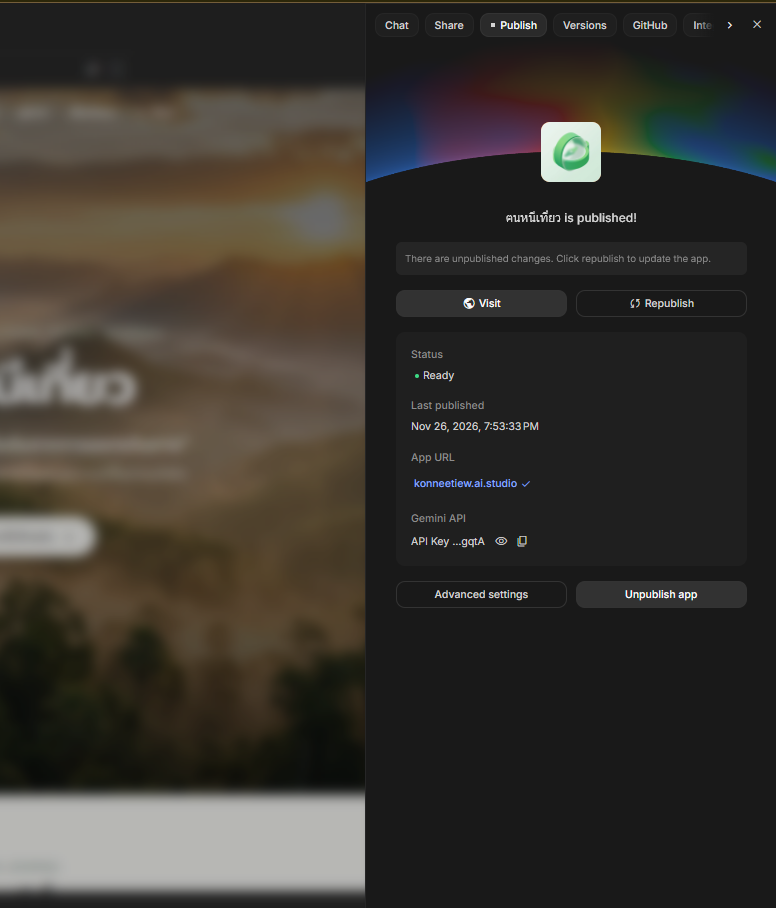 Chat Share Publish Versions GitHub
คนหนีเที่ยว is published!
There are unpublished changes. Click republish to update the app.
Visit Republish
Status
Ready
Last published
Nov 26, 2026, 7:53:33 PM
App URL
konneetiew.ai.studio
Gemini API
API Key ...gqtA
Advanced settings Unpublish app